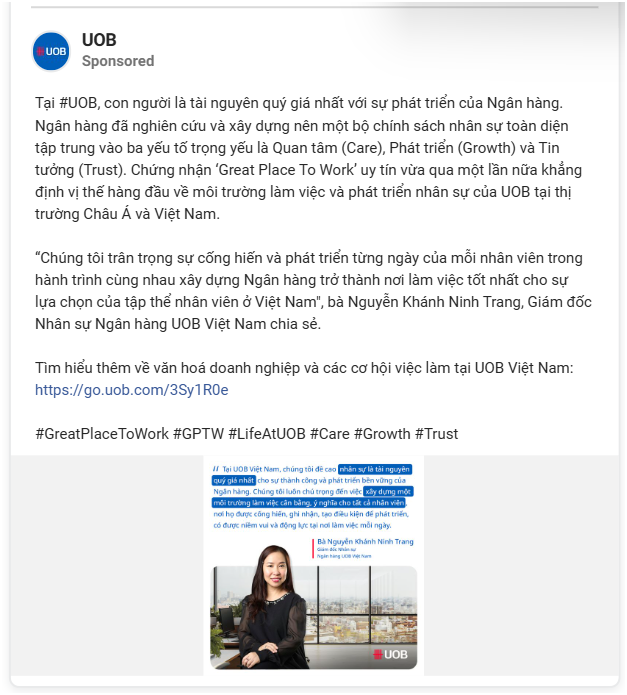 UOB
UOB
Sponsored
Tại #UOB, con người là tài nguyên quý giá nhất với sự phát triển của Ngân hàng.
Ngân hàng đã nghiên cứu và xây dựng nên một bộ chính sách nhân sự toàn diện
tập trung vào ba yếu tố trọng yếu là Quan tâm (Care), Phát triển (Growth) và Tin
tưởng (Trust). Chứng nhận ‘Great Place To Work’ uy tín vừa qua một lần nữa khẳng
định vị thế hàng đầu về môi trường làm việc và phát triển nhân sự của UOB tại thị
trường Châu Á và Việt Nam.
“Chúng tôi trân trọng sự cống hiến và phát triển từng ngày của mỗi nhân viên trong
hành trình cùng nhau xây dựng Ngân hàng trở thành nơi làm việc tốt nhất cho sự
lựa chọn của tập thể nhân viên ở Việt Nam", bà Nguyễn Khánh Ninh Trang, Giám đốc
Nhân sự Ngân hàng UOB Việt Nam chia sẻ.
Tìm hiểu thêm về văn hoá doanh nghiệp và các cơ hội việc làm tại UOB Việt Nam:
https://go.uob.com/3Sy1R0e
#GreatPlaceToWork #GPTW #LifeAtUOB #Care #Growth #Trust
“ Tại UOB Việt Nam, chúng tôi đề cao nhân sự là tài nguyên
quý giá nhất cho sự thành công và phát triển bền vững của
Ngân hàng. Chúng tôi luôn chú trọng đến việc xây dựng một
môi trường làm việc cân bằng, ý nghĩa cho tất cả nhân viên
nơi họ được cống hiến, ghi nhận, tạo điều kiện để phát triển,
có được niềm vui và động lực tại nơi làm việc mỗi ngày.
Bà Nguyễn Khánh Ninh Trang
Giám đốc Nhân sự
Ngân hàng UOB Việt Nam
UOB